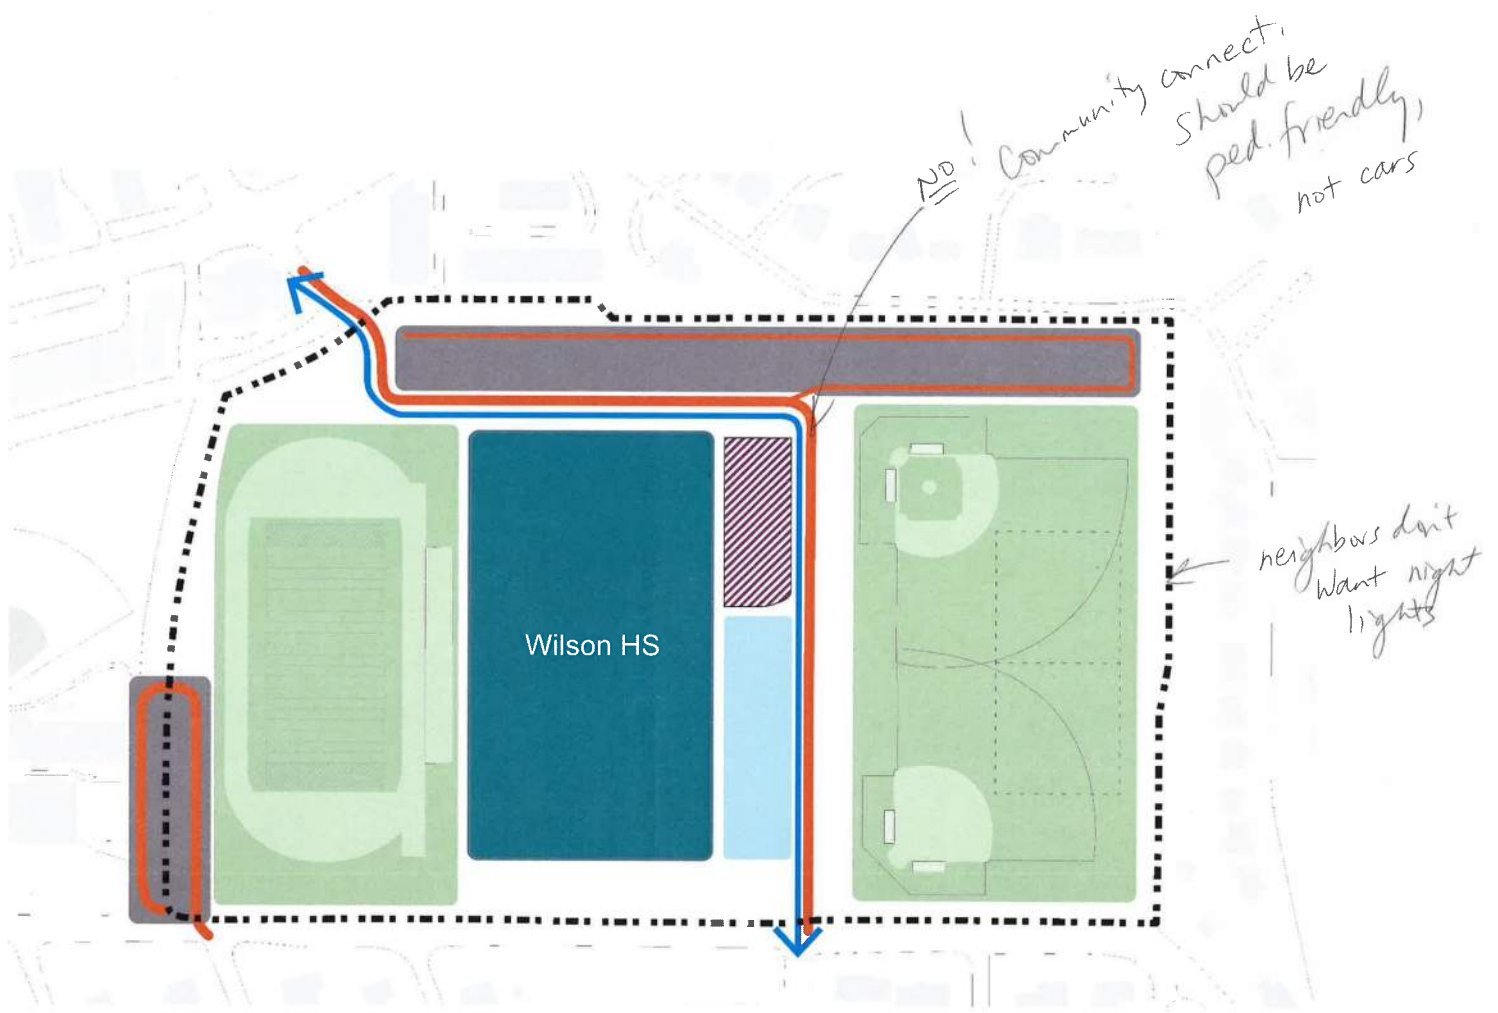 NO! Community connect.
should be
ped. friendly,
not cars
neighbors don't
want night
lights
Wilson HS